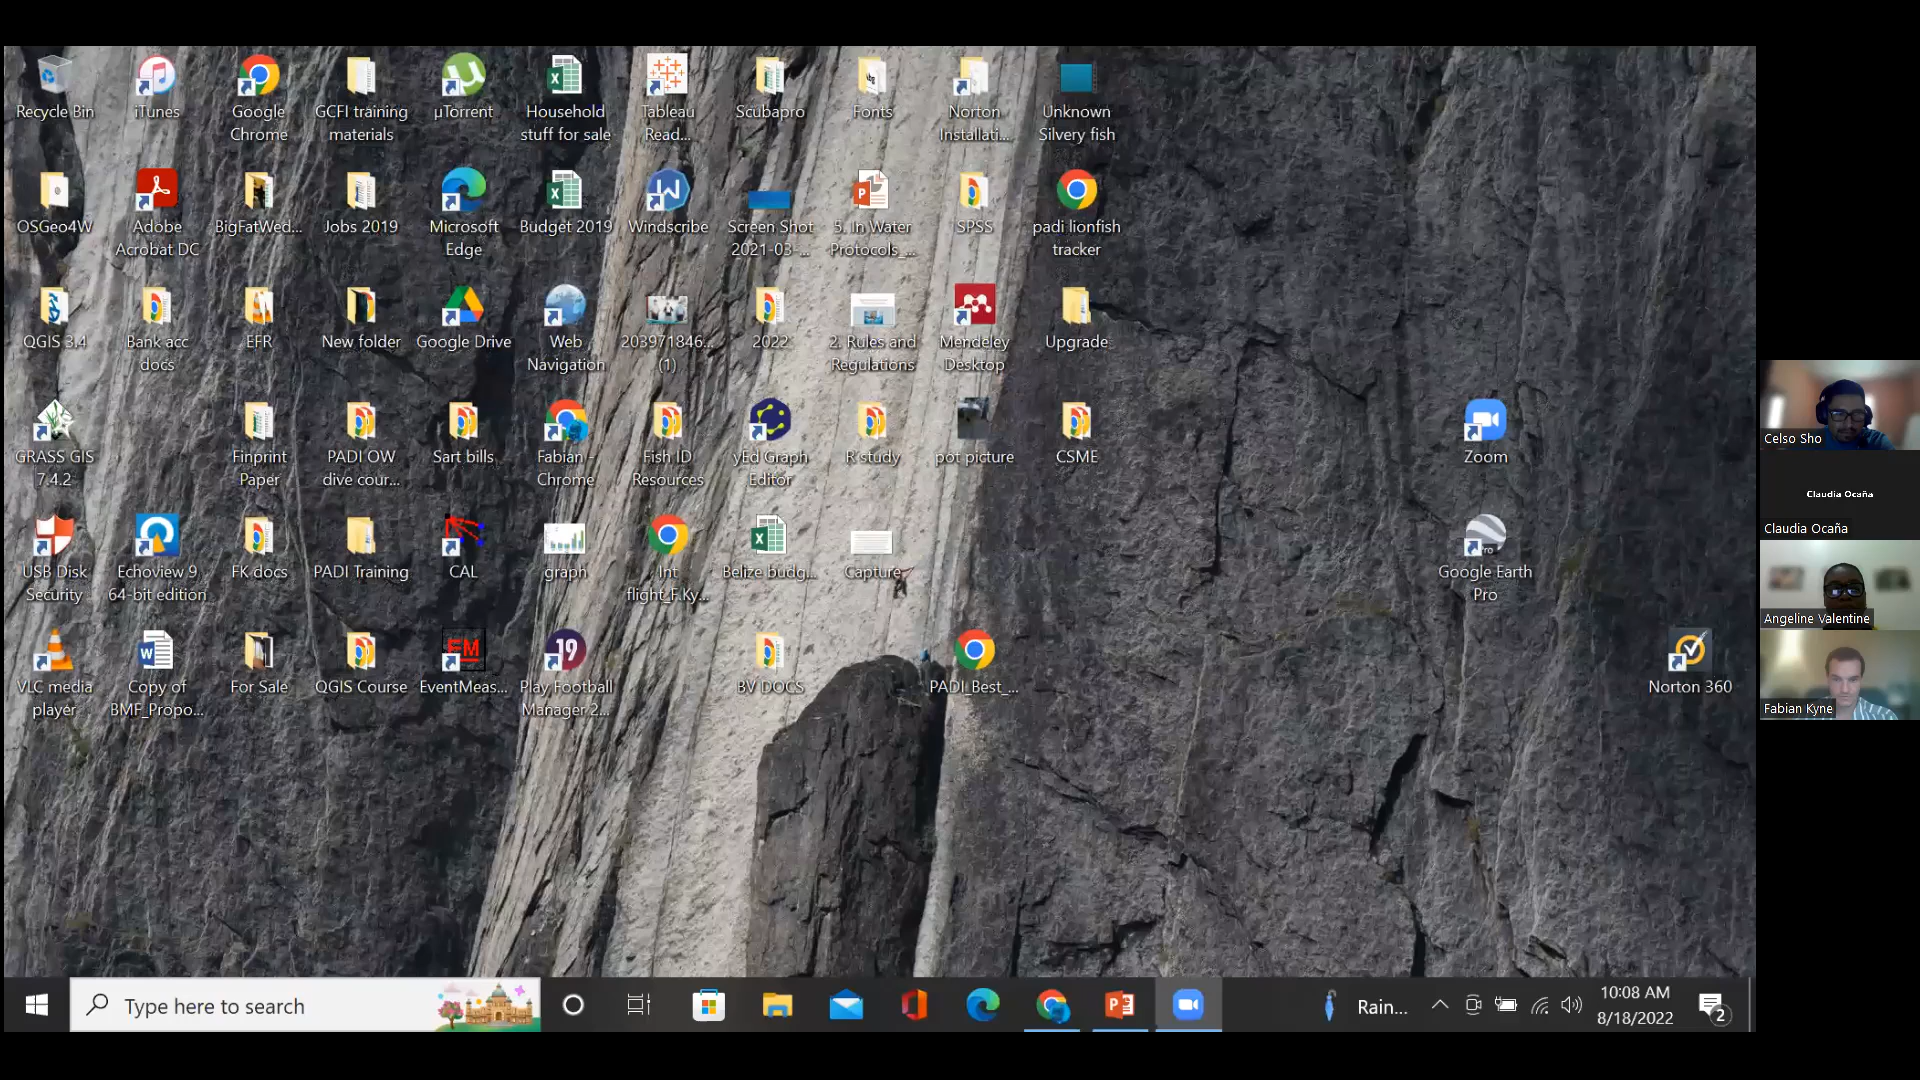 Recycle Bin
iTunes
Google
Chrome
GCFI training
materials
µTorrent
Household
stuff for sale
Tableau
Read...
Scubapro
Fonts
Norton
Installati...
Unknown
Silvery fish
OSGeo4W
Adobe
Acrobat DC
BigFatWed...
Jobs 2019
Microsoft
Edge
Budget 2019
Windscribe
Screen Shot
2021-03-...
5. In Water
Protocols_...
SPSS
padi lionfish
tracker
QGIS 3.4
Bank acc
docs
EFR
New folder
Google Drive
Web
Navigation
203971846...
(1)
2022
2. Rules and
Regulations
Mendeley
Desktop
Upgrade
GRASS GIS
7.4.2
Finprint
Paper
PADI OW
dive cour...
Sart bills
Fabian -
Chrome
Fish ID
Resources
yEd Graph
Editor
R study
pot picture
CSME
Zoom
USB Disk
Security
Echoview 9
64-bit edition
FK docs
PADI Training
CAL
graph
Int
flight_F.Ky...
Belize budg...
Capture
Google Earth
Pro
VLC media
player
Copy of
BMF_Propo...
For Sale
QGIS Course
EM
EventMeas...
19
Play Football
Manager 2...
BV DOCS
PADI_Best_...
Norton 360
Celso Sho
Claudia Ocaña
Claudia Ocaña
Angeline Valentine
Fabian Kyne
Type here to search
Rain...
10:08 AM
8/18/2022
2